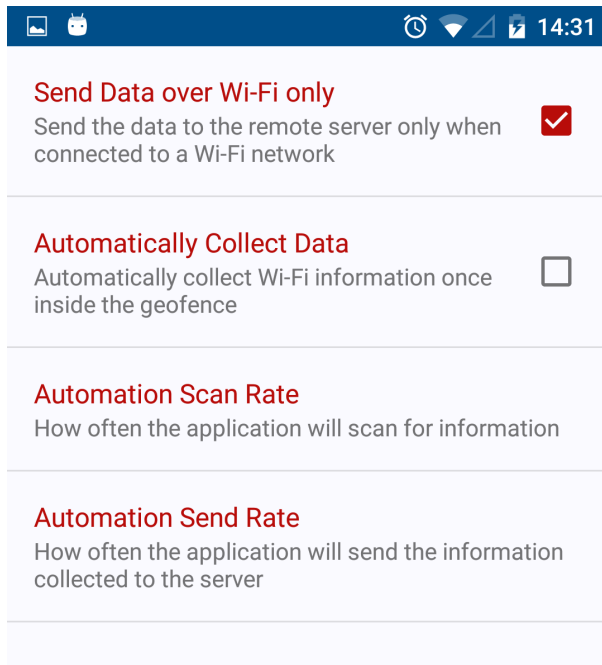 14:31
Send Data over Wi-Fi only
Send the data to the remote server only when
connected to a Wi-Fi network
Automatically Collect Data
Automatically collect Wi-Fi information once
inside the geofence
Automation Scan Rate
How often the application will scan for information
Automation Send Rate
How often the application will send the information
collected to the server